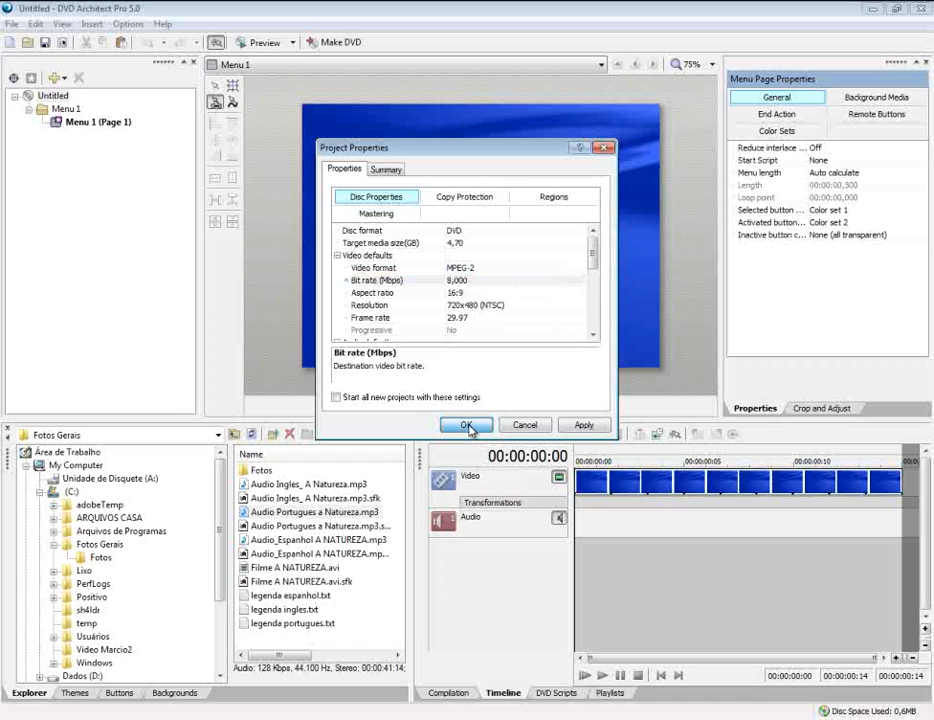 Untitled - DVD Architect Pro 5.0
File Edit View Insert Options Help
Preview
Make DVD
Menu 1
75%
Untitled
Menu 1
Menu 1 (Page 1)
Project Properties
Properties
Summary
Disc Properties
Copy Protection
Regions
Mastering
Disc format DVD
Target media size(GB) 4,70
Video defaults
Video format MPEG-2
Bit rate (Mbps) 8,000
Aspect ratio 16:9
Resolution 720x480 (NTSC)
Frame rate 29.97
Progressive No
Bit rate (Mbps)
Destination video bit rate.
Start all new projects with these settings
OK
Cancel
Apply
Menu Page Properties
General
Background Media
End Action
Remote Buttons
Color Sets
Reduce interlace ... Off
Start Script None
Menu length Auto calculate
Length 00:00:00,500
Loop point 00:00:00,000
Selected button ... Color set 1
Activated button ... Color set 2
Inactive button c... None (all transparent)
Properties
Crop and Adjust
Fotos Gerais
Área de Trabalho
My Computer
Unidade de Disquete (A:)
(C:)
adobeTemp
ARQUIVOS CASA
Arquivos de Programas
Fotos Gerais
Fotos
Lixo
PerfLogs
Positivo
sh4ldr
temp
Usuários
Video Marcio2
Windows
Dados (D:)
Name
Fotos
Audio Ingles_ A Natureza.mp3
Audio Ingles_ A Natureza.mp3.sfk
Audio Portugues a Natureza.mp3
Audio Portugues a Natureza.mp3.s...
Audio_Espanhol A NATUREZA.mp3
Audio_Espanhol A NATUREZA.mp...
Filme A NATUREZA.avi
Filme A NATUREZA.avi.sfk
legenda espanhol.txt
legenda ingles.txt
legenda portugues.txt
Audio: 128 Kbps, 44.100 Hz, Stereo; 00:00:41:14;
Explorer
Themes
Buttons
Backgrounds
00:00:00:00
Video
Transformations
Audio
00:00:00:00
00:00:00:05
00:00:00:10
00:0
00:00:00:00
00:00:00:14
00:00:00:14
Compilation
Timeline
DVD Scripts
Playlists
Disc Space Used: 0,6MB